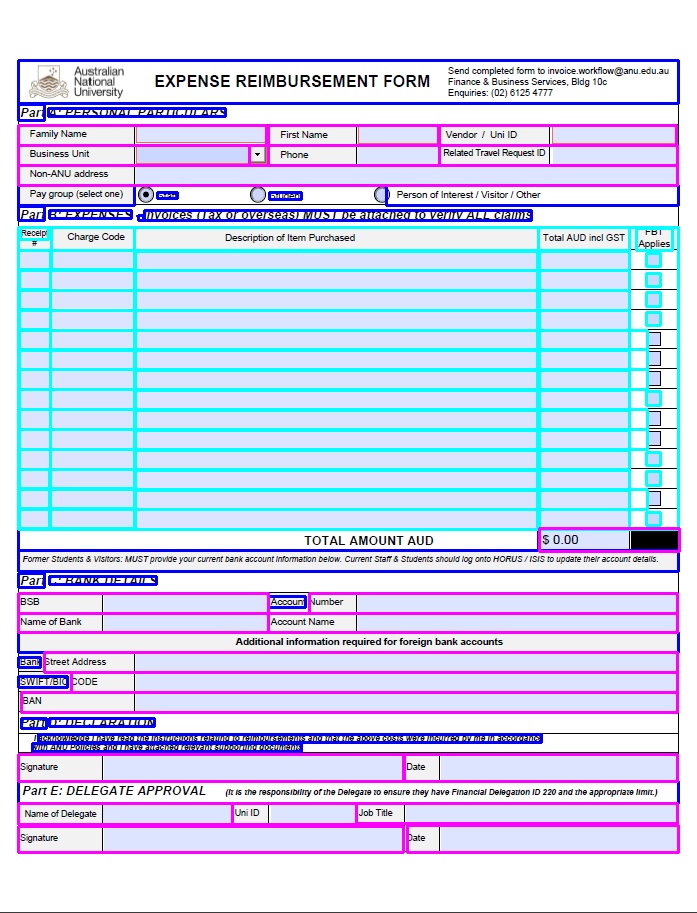 Australian
National
University
EXPENSE REIMBURSEMENT FORM
Send completed form to invoice.workflow@anu.edu.au
Finance & Business Services, Bldg 10c
Enquiries: (02) 6125 4777
Part A: PERSONAL PARTICULARS
Family Name First Name Vendor / Uni ID
Business Unit Phone Related Travel Request ID
Non-ANU address
Pay group (select one) Staff Student Person of Interest / Visitor / Other
Part B: EXPENSES - Invoices (Tax or overseas) MUST be attached to verify ALL claims
Receipt # Charge Code Description of Item Purchased Total AUD incl GST FBT Applies
TOTAL AMOUNT AUD $ 0.00
Former Students & Visitors: MUST provide your current bank account information below. Current Staff & Students should log onto HORUS / ISIS to update their account details.
Part C: BANK DETAILS
BSB Account Number
Name of Bank Account Name
Additional information required for foreign bank accounts
Bank Street Address
SWIFT/BIC CODE
BAN
Part D: DECLARATION
I acknowledge I have read the instructions relating to reimbursements and that the above costs were incurred by me in accordance
with ANU Policies and I have attached relevant supporting documents
Signature Date
Part E: DELEGATE APPROVAL (It is the responsibility of the Delegate to ensure they have Financial Delegation ID 220 and the appropriate limit.)
Name of Delegate Uni ID Job Title
Signature Date